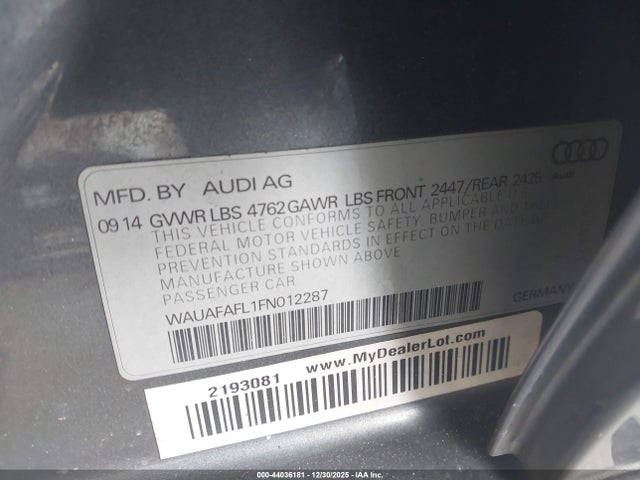 MFD. BY AUDI AG
Audi
09 14 GVWR LBS 4762 GAWR LBS FRONT 2447/REAR 2425
THIS VEHICLE CONFORMS TO ALL APPLICABLE U.S.
FEDERAL MOTOR VEHICLE SAFETY, BUMPER AND THEFT
PREVENTION STANDARDS IN EFFECT ON THE DATE OF
MANUFACTURE SHOWN ABOVE
PASSENGER CAR
WAUAFAFL1FN012287
GERMANY
www.MyDealerLot.com
2193081
000-44036181 - 12/30/2025 - IAA Inc.